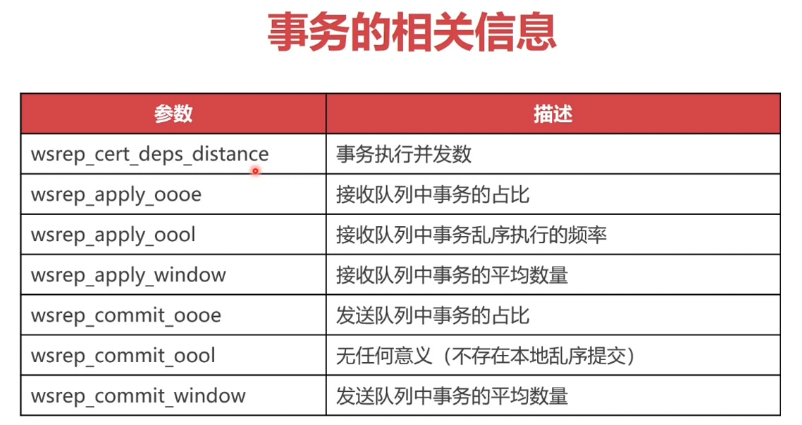 事务的相关信息
参数 描述
wsrep_cert_deps_distance 事务执行并发数
wsrep_apply_oooe 接收队列中事务的占比
wsrep_apply_oool 接收队列中事务乱序执行的频率
wsrep_apply_window 接收队列中事务的平均数量
wsrep_commit_oooe 发送队列中事务的占比
wsrep_commit_oool 无任何意义（不存在本地乱序提交）
wsrep_commit_window 发送队列中事务的平均数量